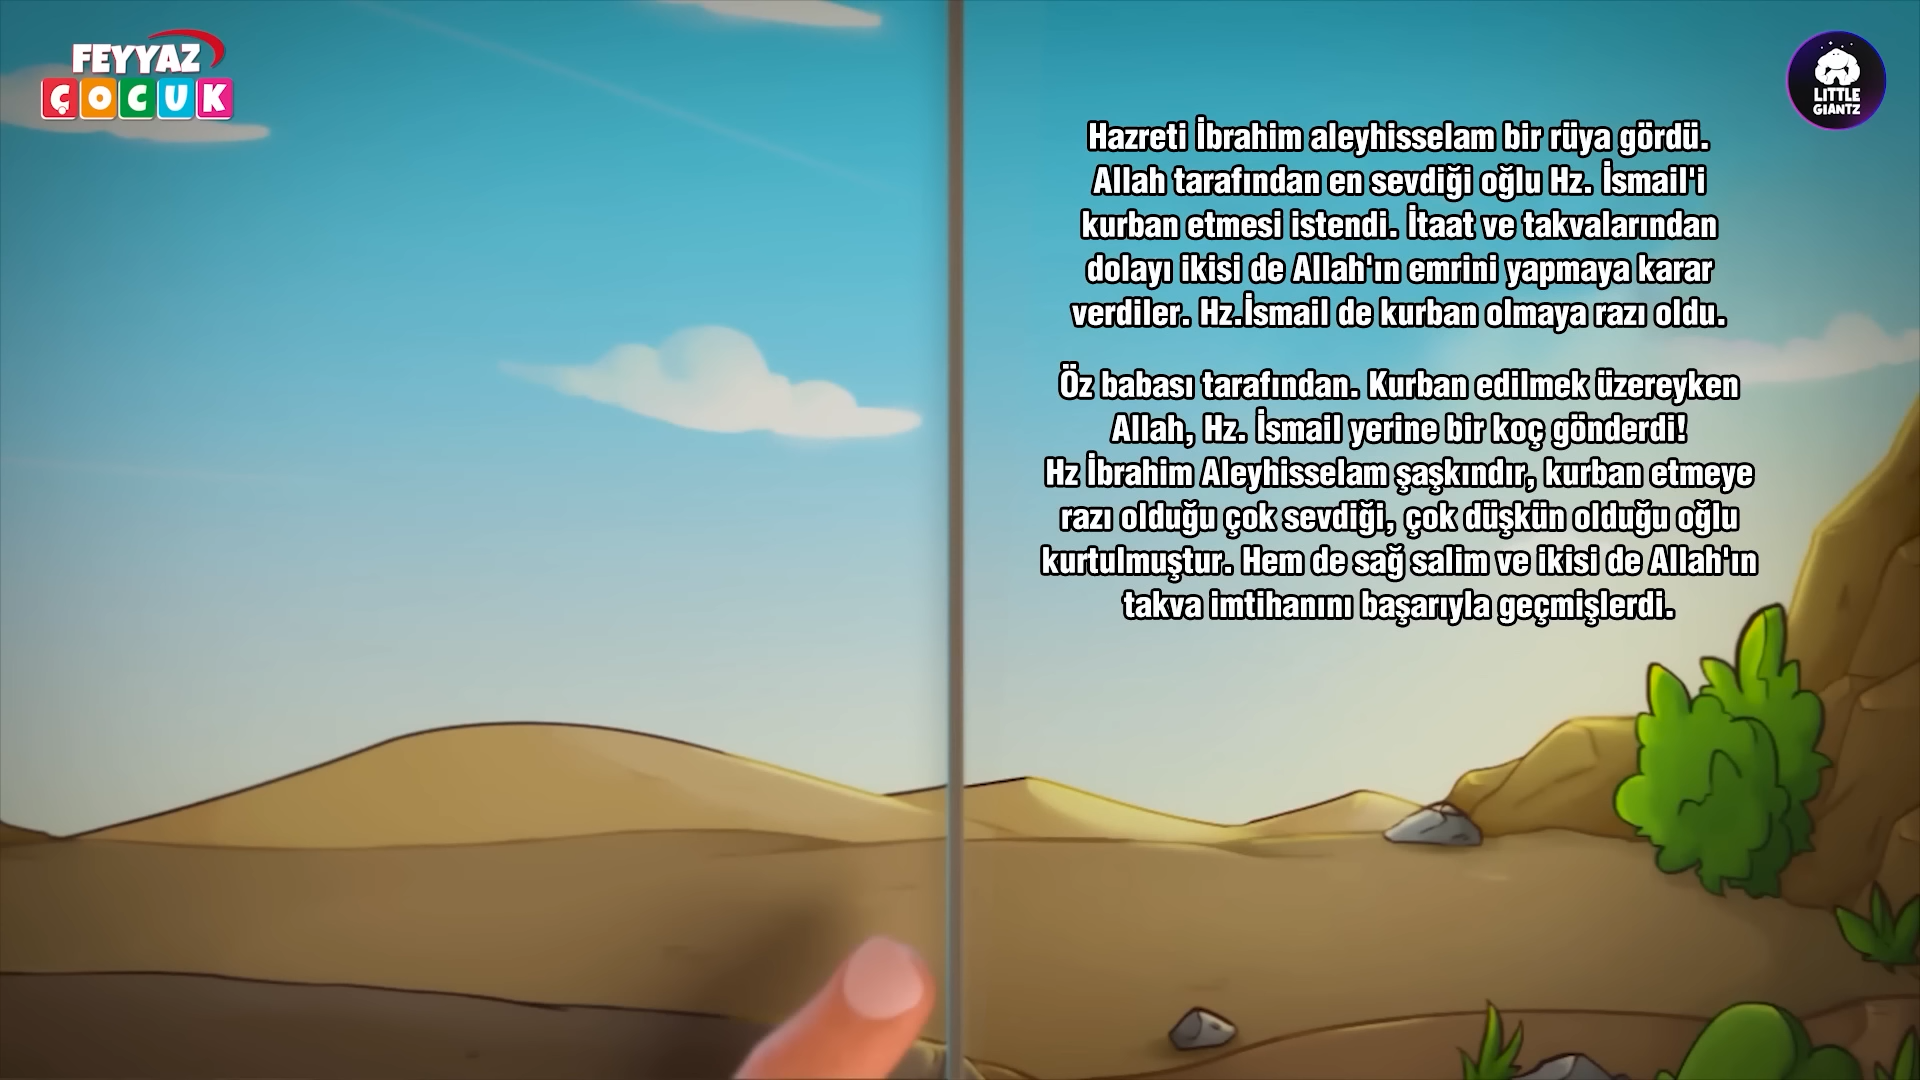 FEYYAZ
ÇOCUK
LITTLE
GIANTZ
Hazreti İbrahim aleyhisselam bir rüya gördü.
Allah tarafından en sevdiği oğlu Hz. İsmail'i
kurban etmesi istendi. İtaat ve takvalarından
dolayı ikisi de Allah'ın emrini yapmaya karar
verdiler. Hz.İsmail de kurban olmaya razı oldu.
Öz babası tarafından. Kurban edilmek üzereyken
Allah, Hz. İsmail yerine bir koç gönderdi!
Hz İbrahim Aleyhisselam şaşkındır, kurban etmeye
razı olduğu çok sevdiği, çok düşkün olduğu oğlu
kurtulmuştur. Hem de sağ salim ve ikisi de Allah'ın
takva imtihanını başarıyla geçmişlerdi.